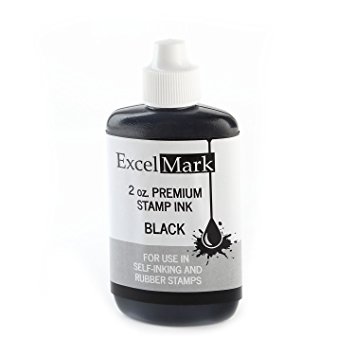 ExcelMark
2 oz. PREMIUM
STAMP INK
BLACK
FOR USE IN
SELF-INKING AND
RUBBER STAMPS